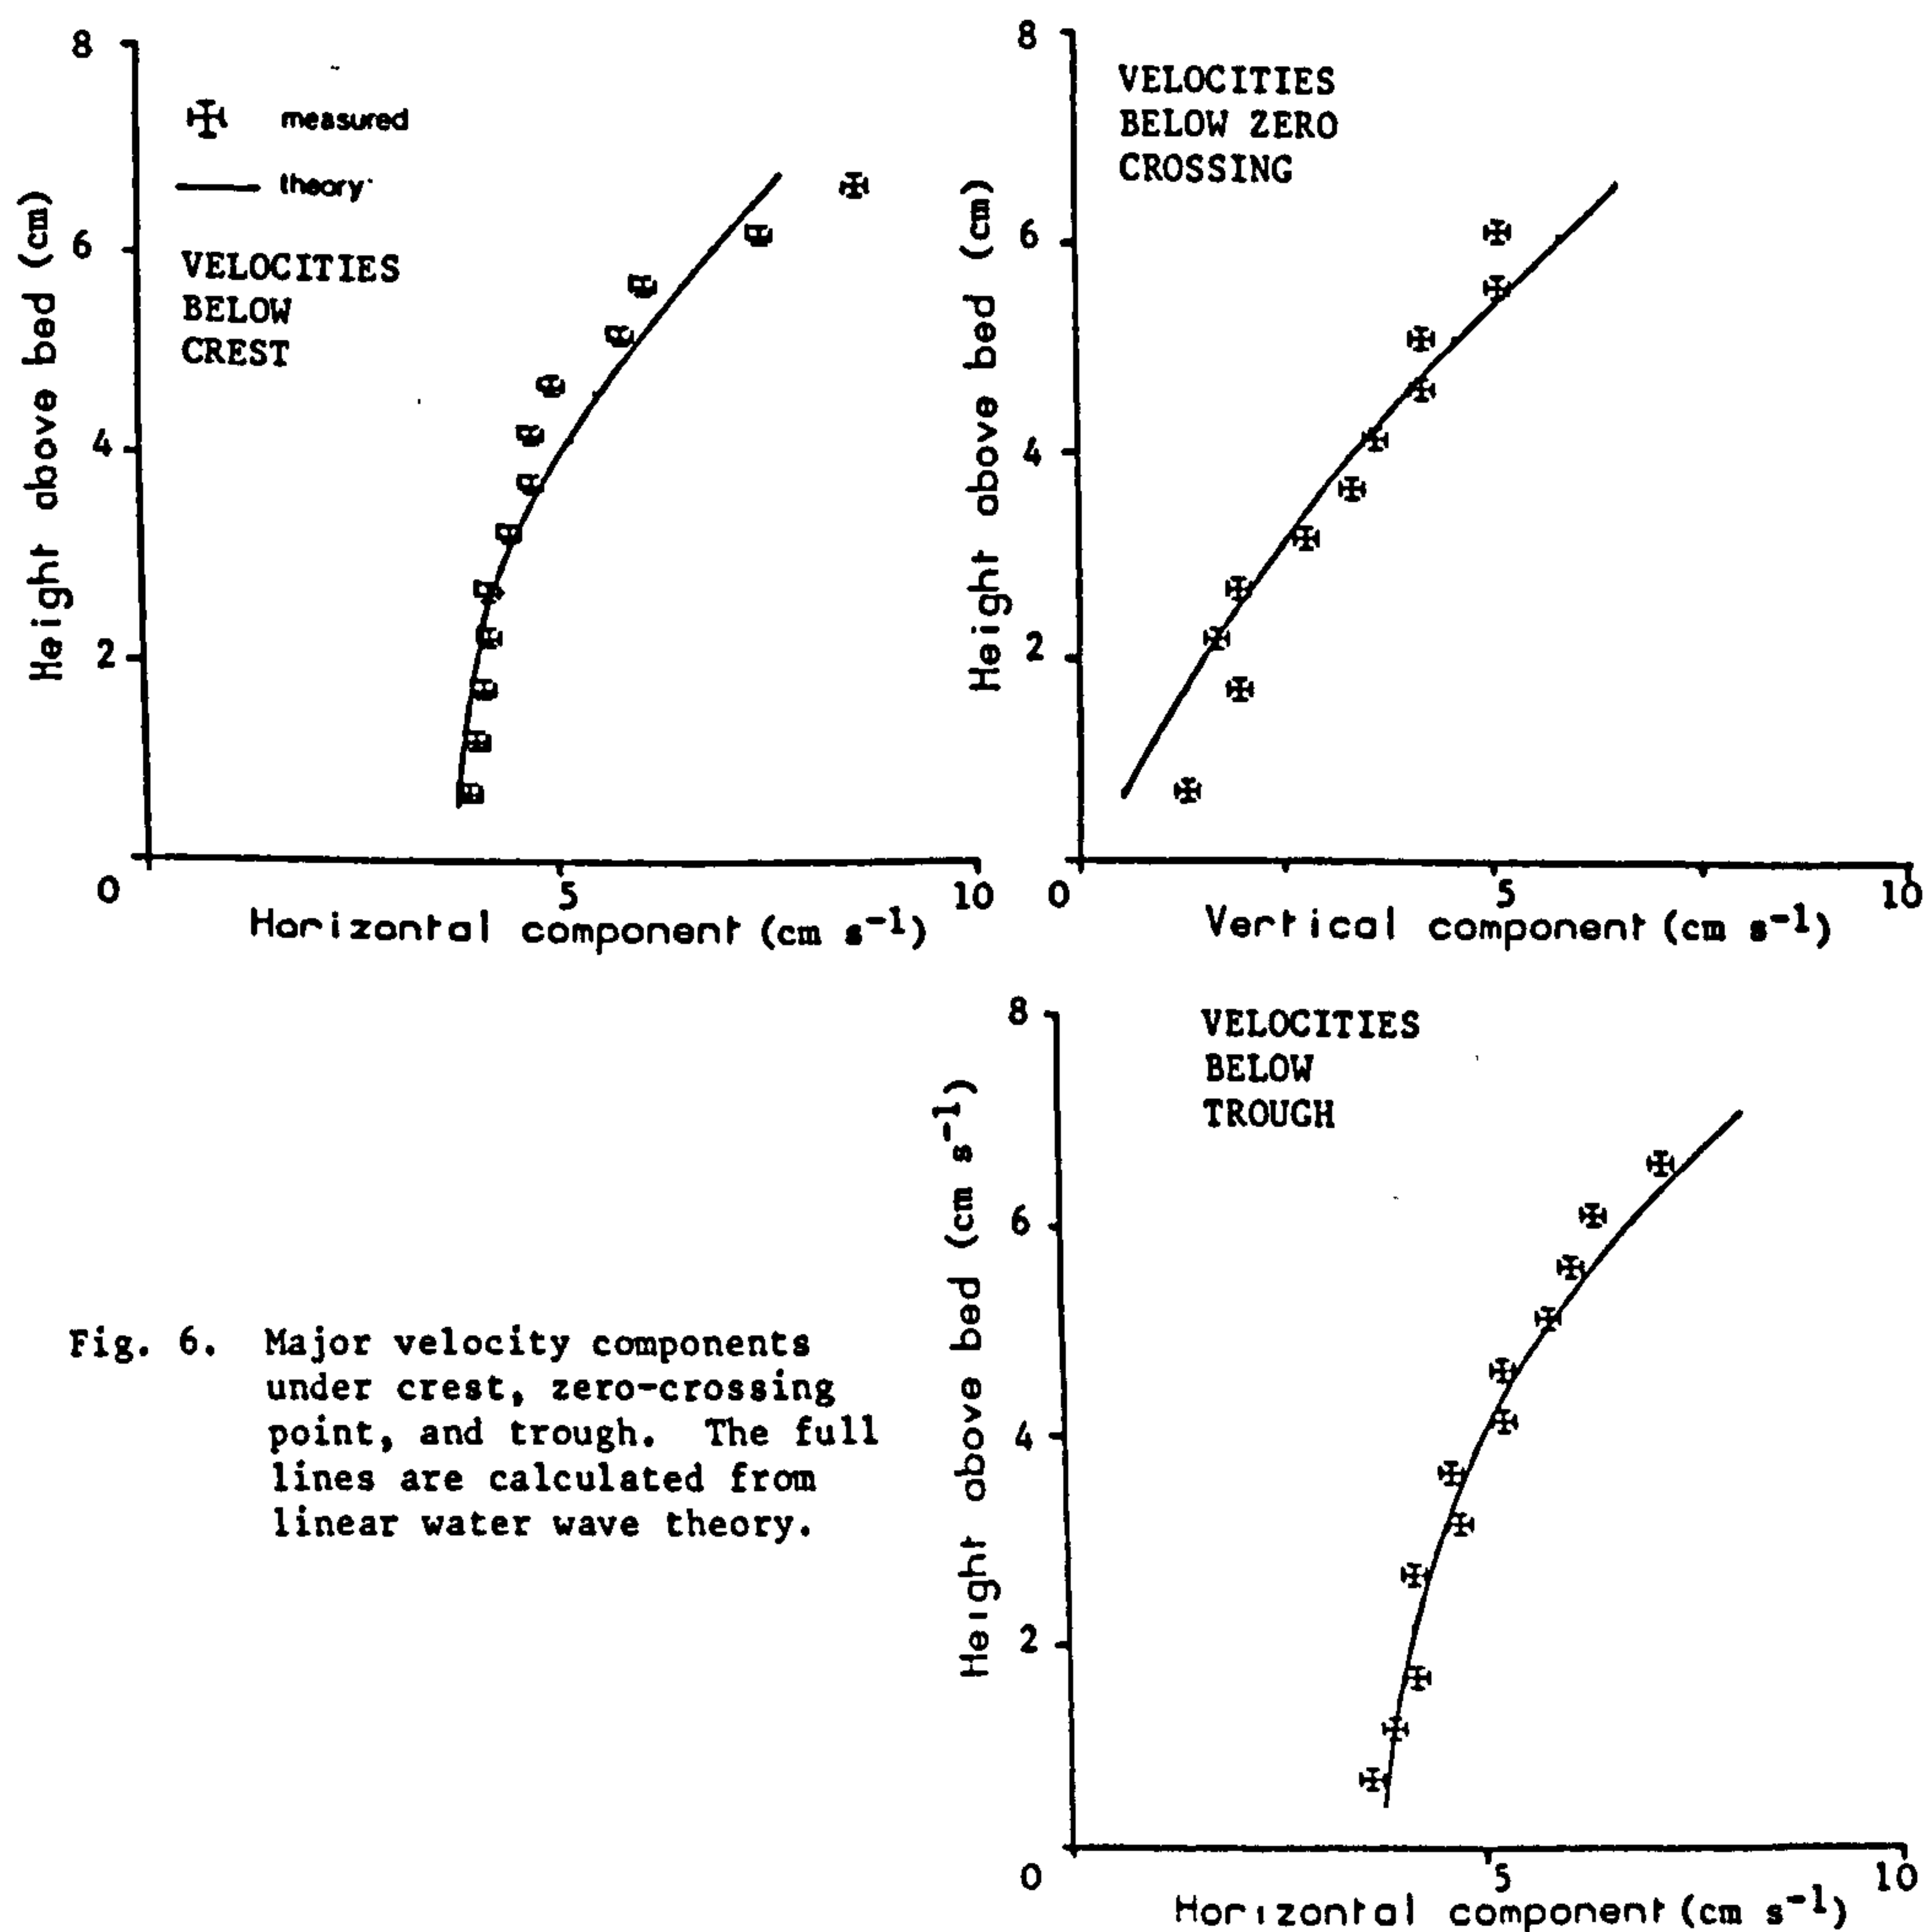 8
6
4
2
0
5
10
measured
theory
VELOCITIES
BELOW
CREST
Height above bed (cm)
Horizontal component (cm s⁻¹)
8
6
4
2
0
5
10
VELOCITIES
BELOW ZERO
CROSSING
Height above bed (cm)
Vertical component (cm s⁻¹)
8
6
4
2
0
5
10
VELOCITIES
BELOW
TROUGH
Height above bed (cm s⁻¹)
Horizontal component (cm s⁻¹)
Fig. 6. Major velocity components
under crest, zero-crossing
point, and trough. The full
lines are calculated from
linear water wave theory.